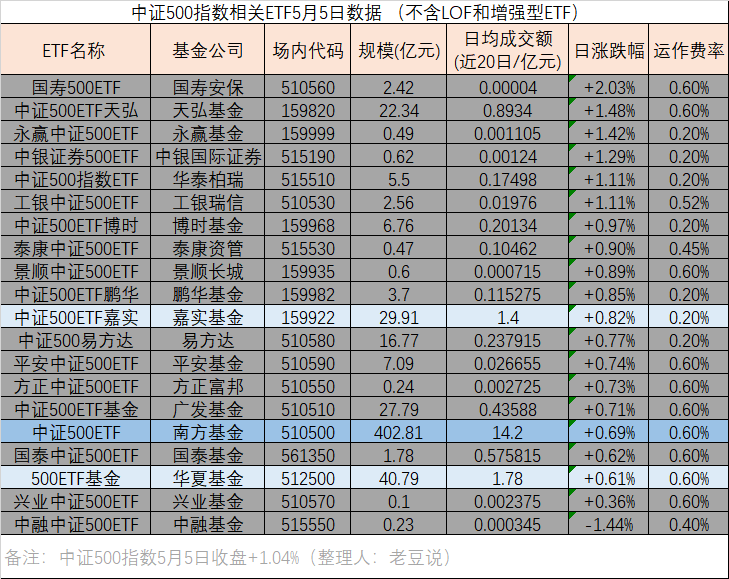 中证500指数相关ETF5月5日数据 （不含LOF和增强型ETF）
ETF名称 基金公司 场内代码 规模(亿元) 日均成交额(近20日/亿元) 日涨跌幅 运作费率
国寿500ETF 国寿安保 510560 2.42 0.00004 +2.03% 0.60%
中证500ETF天弘 天弘基金 159820 22.34 0.8934 +1.48% 0.60%
永赢中证500ETF 永赢基金 159999 0.49 0.001105 +1.42% 0.20%
中银证券500ETF 中银国际证券 515190 0.62 0.00124 +1.29% 0.20%
中证500指数ETF 华泰柏瑞 515510 5.5 0.17498 +1.11% 0.20%
工银中证500ETF 工银瑞信 510530 2.56 0.01976 +1.11% 0.52%
中证500ETF博时 博时基金 159968 6.76 0.20134 +0.97% 0.20%
泰康中证500ETF 泰康资管 515530 0.47 0.10462 +0.90% 0.45%
景顺中证500ETF 景顺长城 159935 0.6 0.000715 +0.89% 0.60%
中证500ETF鹏华 鹏华基金 159982 3.7 0.115275 +0.85% 0.20%
中证500ETF嘉实 嘉实基金 159922 29.91 1.4 +0.82% 0.20%
中证500易方达 易方达 510580 16.77 0.237915 +0.77% 0.20%
平安中证500ETF 平安基金 510590 7.09 0.026655 +0.74% 0.60%
方正中证500ETF 方正富邦 510550 0.24 0.002725 +0.73% 0.60%
中证500ETF基金 广发基金 510510 27.79 0.43588 +0.71% 0.60%
中证500ETF 南方基金 510500 402.81 14.2 +0.69% 0.60%
国泰中证500ETF 国泰基金 561350 1.78 0.575815 +0.62% 0.60%
500ETF基金 华夏基金 512500 40.79 1.78 +0.61% 0.60%
兴业中证500ETF 兴业基金 510570 0.1 0.002375 +0.36% 0.60%
中融中证500ETF 中融基金 515550 0.23 0.000345 -1.44% 0.40%
备注：中证500指数5月5日收盘+1.04%（整理人：老豆说）